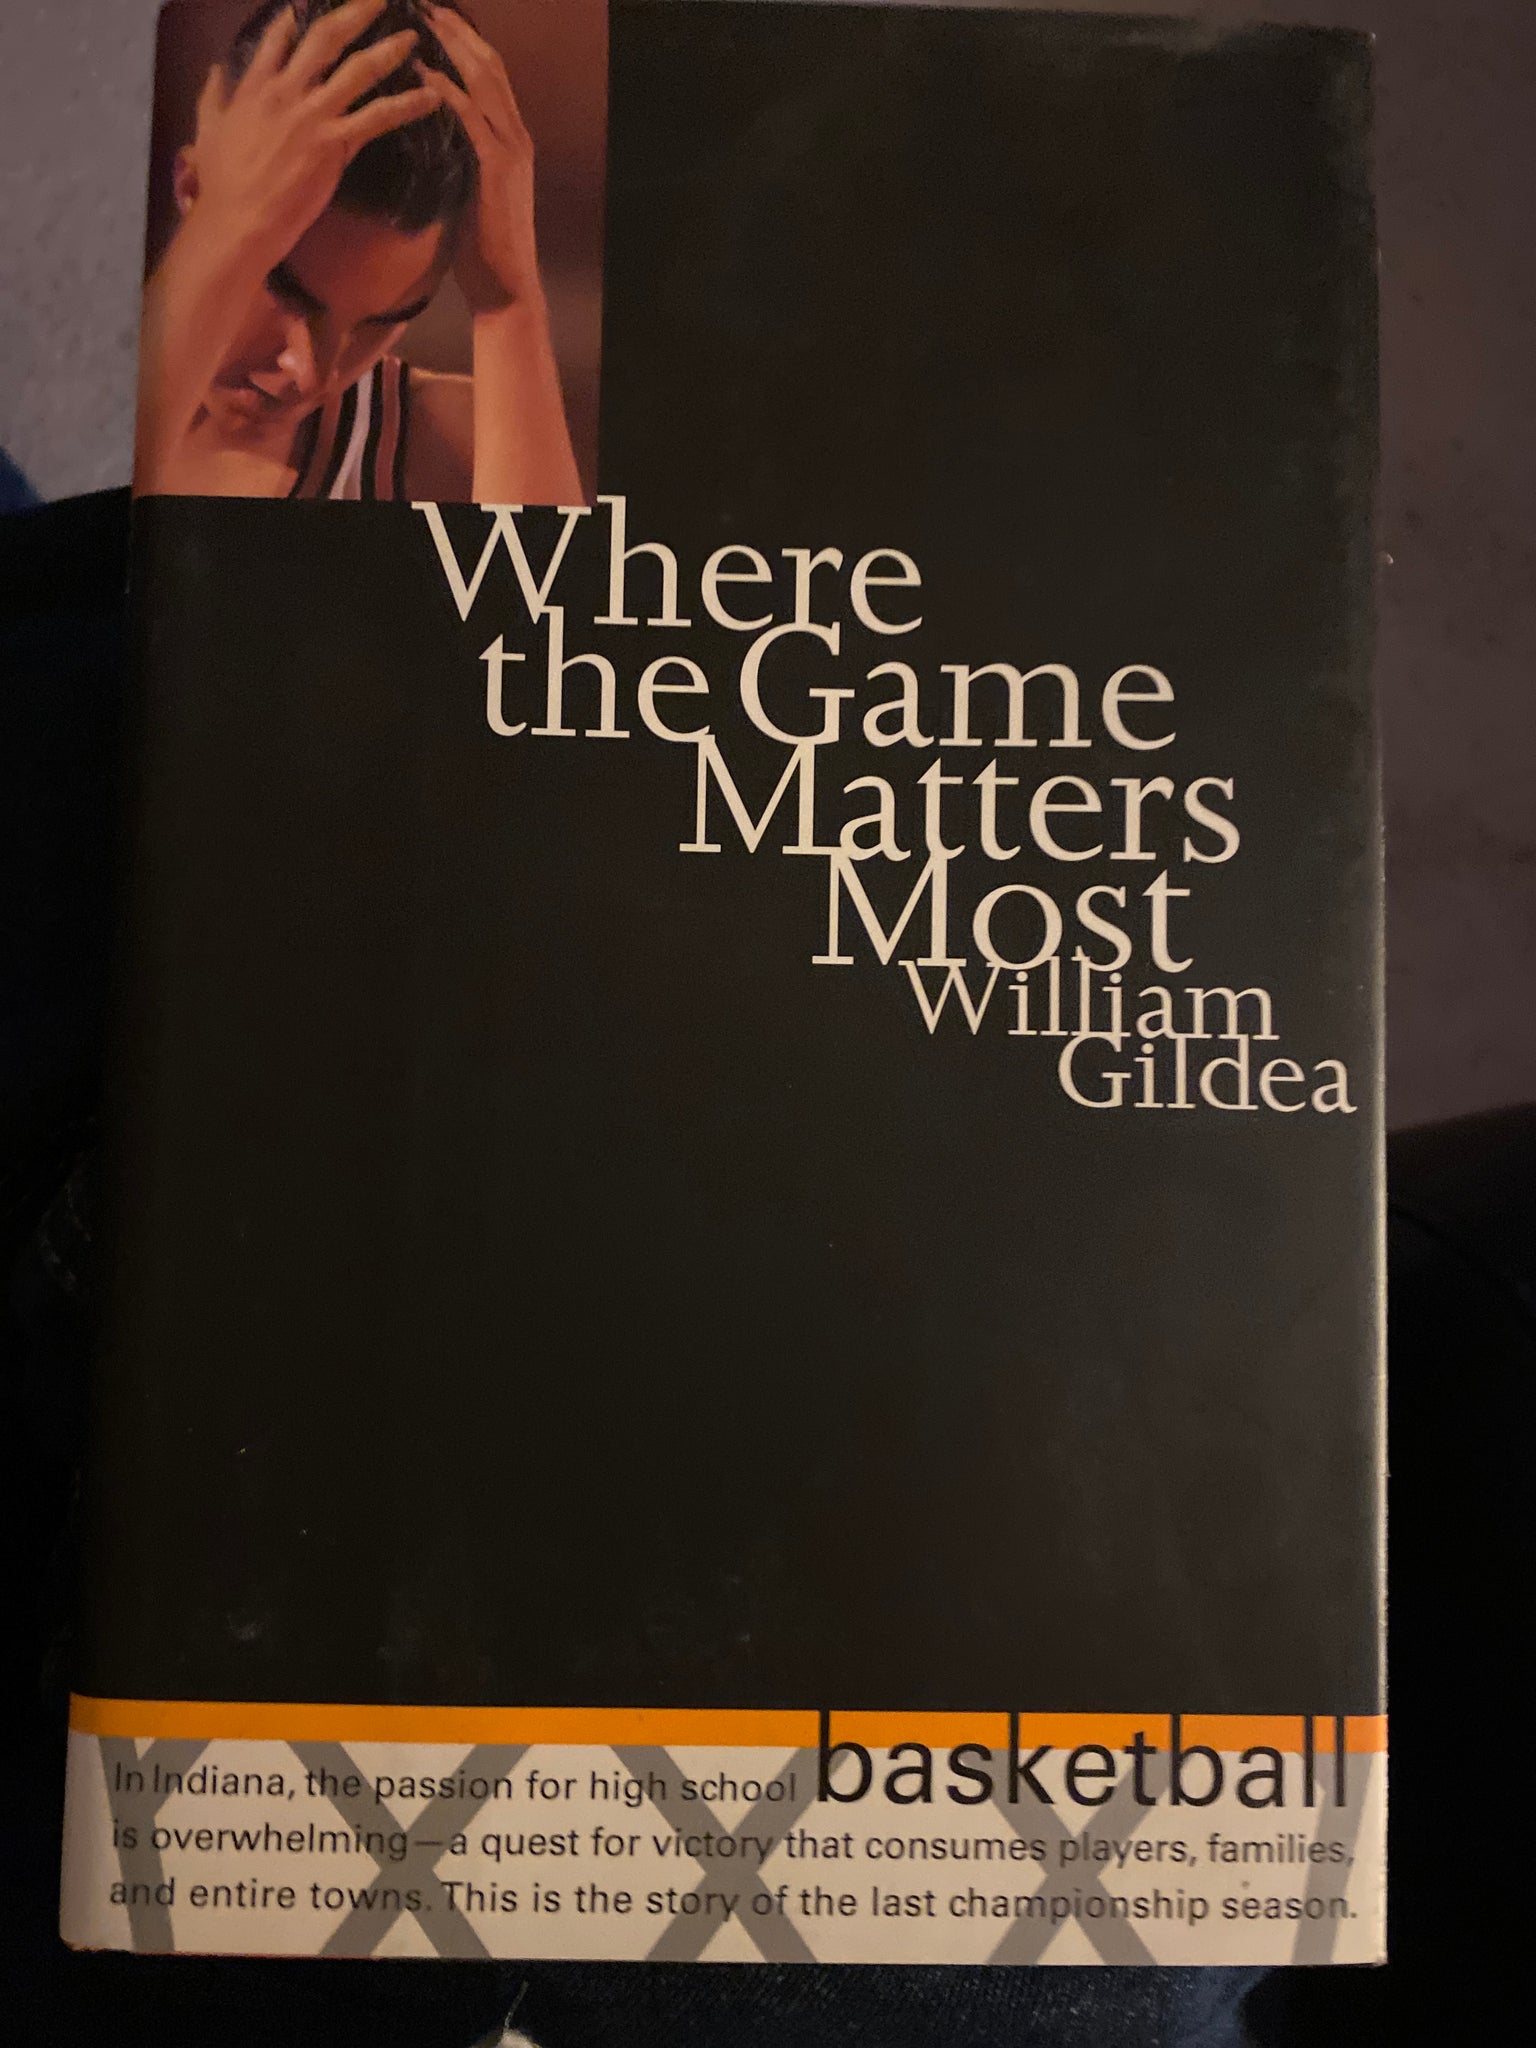 Where
the Game
Matters
Most
William
Gildea
In Indiana, the passion for high school basketball
is overwhelming—a quest for victory that consumes players, families,
and entire towns. This is the story of the last championship season.